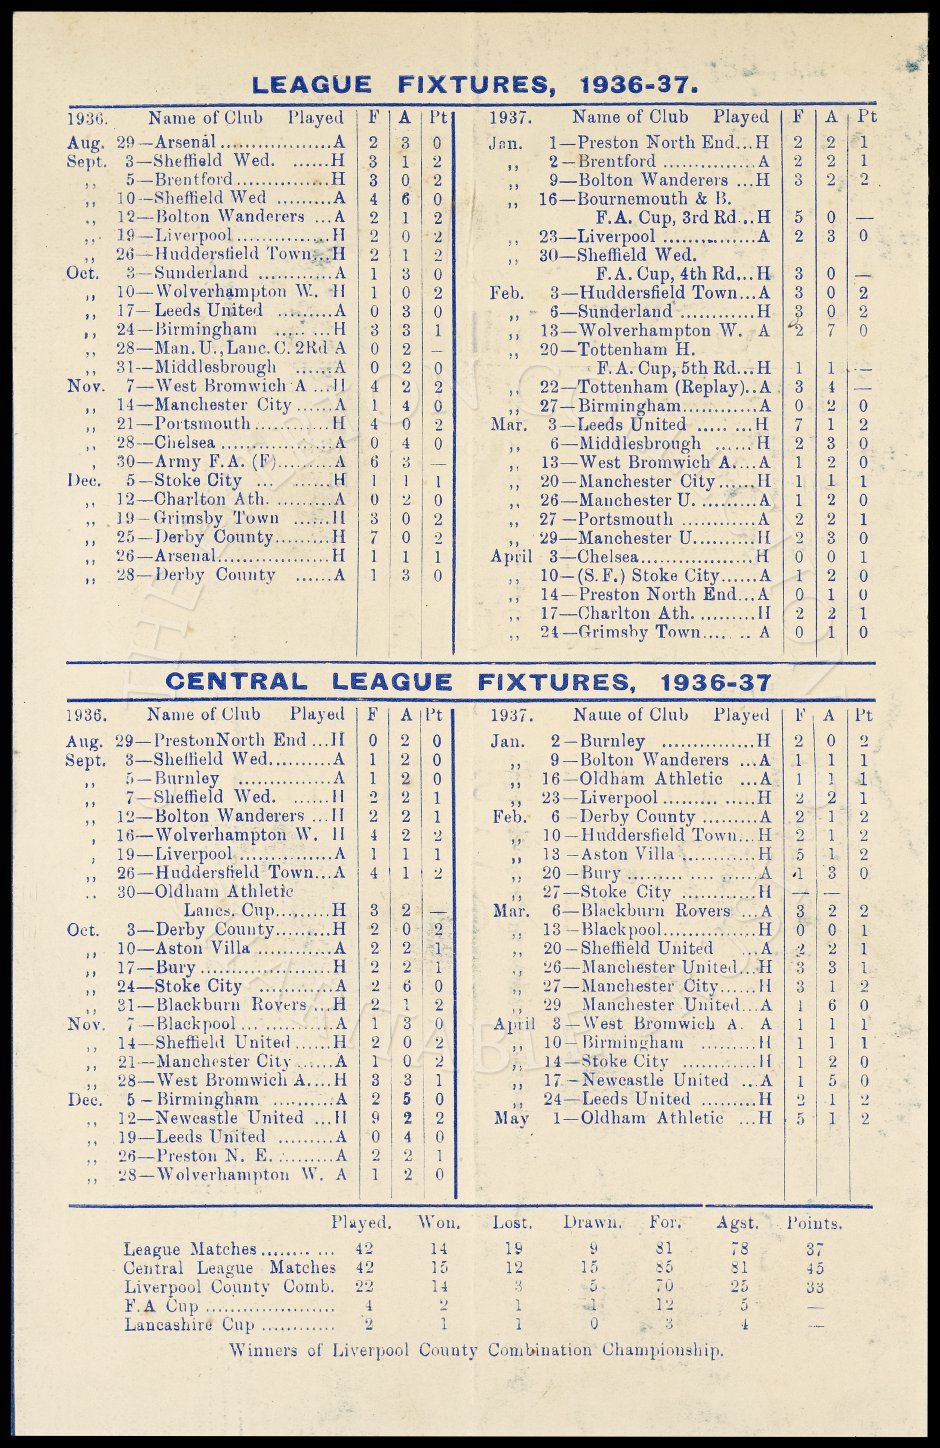 LEAGUE FIXTURES, 1936-37.
1936. Name of Club Played F A Pt
Aug. 29—Arsenal.................A 2 3 0
Sept. 3—Sheffield Wed. ......H 3 1 2
,, 5—Brentford...............H 3 0 2
,, 10—Sheffield Wed .........A 4 6 0
,, 12—Bolton Wanderers ...A 2 1 2
,, 19—Liverpool...............H 2 0 2
,, 26—Huddersfield Town...H 2 1 2
Oct. 3—Sunderland ............A 1 3 0
,, 10—Wolverhampton W. H 1 0 2
,, 17—Leeds United .........A 0 3 0
,, 24—Birmingham .........H 3 3 1
,, 28—Man. U., Lanc. C. 2Rd A 0 2 —
,, 31—Middlesbrough ......A 0 2 0
Nov. 7—West Bromwich A ...H 4 2 2
,, 14—Manchester City ......A 1 4 0
,, 21—Portsmouth............H 4 0 2
,, 28—Chelsea.................A 0 4 0
, 30—Army F.A. (F).........A 6 3 —
Dec. 5—Stoke City ... ......H 1 1 1
,, 12—Charlton Ath. .........A 0 2 0
,, 19—Grimsby Town ......H 3 0 2
,, 25—Derby County.........H 7 0 2
,, 26—Arsenal.................H 1 1 1
,, 28—Derby County ......A 1 3 0
1937. Name of Club Played F A Pt
Jan. 1—Preston North End...H 2 2 1
,, 2—Brentford ...............A 2 2 1
,, 9—Bolton Wanderers ...H 3 2 2
,, 16—Bournemouth & B.
F.A. Cup, 3rd Rd...H 5 0 —
,, 23—Liverpool ...............A 2 3 0
,, 30—Sheffield Wed.
F.A. Cup, 4th Rd...H 3 0 —
Feb. 3—Huddersfield Town...A 3 0 2
,, 6—Sunderland ............H 3 0 2
,, 13—Wolverhampton W. A 2 7 0
,, 20—Tottenham H.
F.A. Cup, 5th Rd...H 1 1 —
,, 22—Tottenham (Replay)..A 3 4 —
,, 27—Birmingham............A 0 2 0
Mar. 3—Leeds United .........H 7 1 2
,, 6—Middlesbrough ......H 2 3 0
,, 13—West Bromwich A....A 1 2 0
,, 20—Manchester City......H 1 1 1
,, 26—Manchester U. .........A 1 2 0
,, 27—Portsmouth ............A 2 2 1
,, 29—Manchester U..........H 2 3 0
April 3—Chelsea.................H 0 0 1
,, 10—(S.F.) Stoke City......A 1 2 0
,, 14—Preston North End...A 0 1 0
,, 17—Charlton Ath. .........H 2 2 1
,, 24—Grimsby Town...... .. A 0 1 0
CENTRAL LEAGUE FIXTURES, 1936-37
1936. Name of Club Played F A Pt
Aug. 29—Preston North End ...H 0 2 0
Sept. 3—Sheffield Wed..........A 1 2 0
,, 5—Burnley ...............A 1 2 0
,, 7—Sheffield Wed. ......H 2 2 1
,, 12—Bolton Wanderers ...H 2 2 1
, 16—Wolverhampton W. H 4 2 2
, 19—Liverpool...............A 1 1 1
,, 26—Huddersfield Town...A 4 1 2
.. 30—Oldham Athletic
Lancs. Cup.........H 3 2 —
Oct. 3—Derby County.........H 2 0 2
,, 10—Aston Villa ............A 2 2 1
,, 17—Bury.....................H 2 2 1
,, 24—Stoke City ............A 2 6 0
,, 31—Blackburn Rovers ...H 2 1 2
Nov. 7—Blackpool...............A 1 3 0
,, 14—Sheffield United......H 2 0 2
,, 21—Manchester City ......A 1 0 2
,, 28—West Bromwich A....H 3 3 1
Dec. 5—Birmingham .........A 2 5 0
,, 12—Newcastle United ...H 9 2 2
,, 19—Leeds United .........A 0 4 0
,, 26—Preston N. E. .........A 2 2 1
,, 28—Wolverhampton W. A 1 2 0
1937. Name of Club Played F A Pt
Jan. 2—Burnley ...............H 2 0 2
,, 9—Bolton Wanderers ...A 1 1 1
,, 16—Oldham Athletic ...A 1 1 1
,, 23—Liverpool......... ......H 2 2 1
Feb. 6—Derby County .........A 2 1 2
,, 10—Huddersfield Town...H 2 1 2
,, 13—Aston Villa ............H 5 1 2
,, 20—Bury......... .... ......A 1 3 0
,, 27—Stoke City ............H — —
Mar. 6—Blackburn Rovers ...A 3 2 2
,, 13—Blackpool...............H 0 0 1
,, 20—Sheffield United ...A 2 2 1
,, 26—Manchester United...H 3 3 1
,, 27—Manchester City......H 3 1 2
,, 29 Manchester United...A 1 6 0
April 3—West Bromwich A. A 1 1 1
,, 10—Birmingham .........H 1 1 1
,, 14—Stoke City ............H 1 2 0
,, 17—Newcastle United ...A 1 5 0
,, 24—Leeds United .........H 2 1 2
May 1—Oldham Athletic ...H 5 1 2
Played. Won. Lost. Drawn. For. Agst. Points.
League Matches........ ... 42 14 19 9 81 78 37
Central League Matches 42 15 12 15 85 81 45
Liverpool County Comb. 22 14 3 5 70 25 33
F.A Cup ..................... 4 2 1 1 12 5 —
Lancashire Cup ............ 2 1 1 0 3 4 —
Winners of Liverpool County Combination Championship.